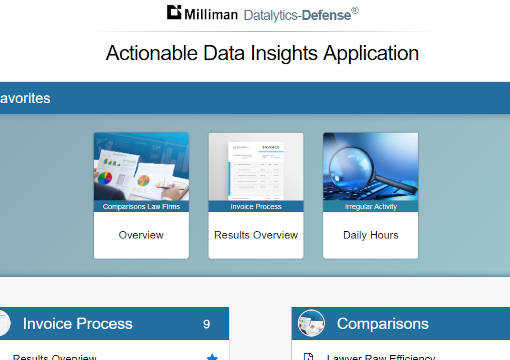 Milliman Datalytics-Defense®
Actionable Data Insights Application
avorites
Comparisons Law Firms
Invoice Process
Irregular Activity
Overview
Results Overview
Daily Hours
Invoice Process 9
Comparisons
Results Overview
Lawyer Raw Efficiency